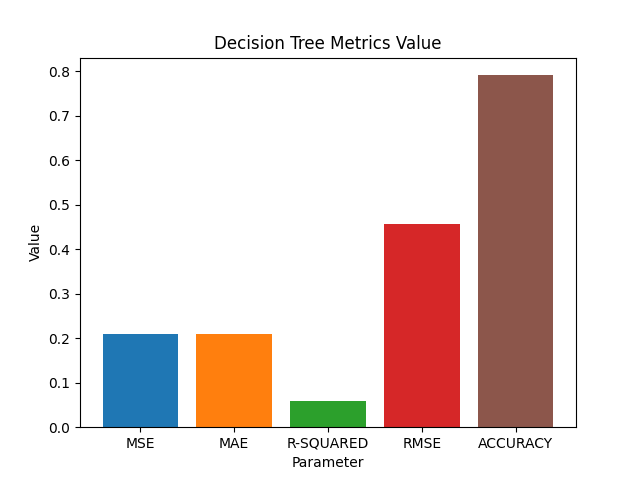 Decision Tree Metrics Value
0.8
0.7
0.6
0.5
0.4
0.3
0.2
0.1
0.0
Value
MSE MAE R-SQUARED RMSE ACCURACY
Parameter